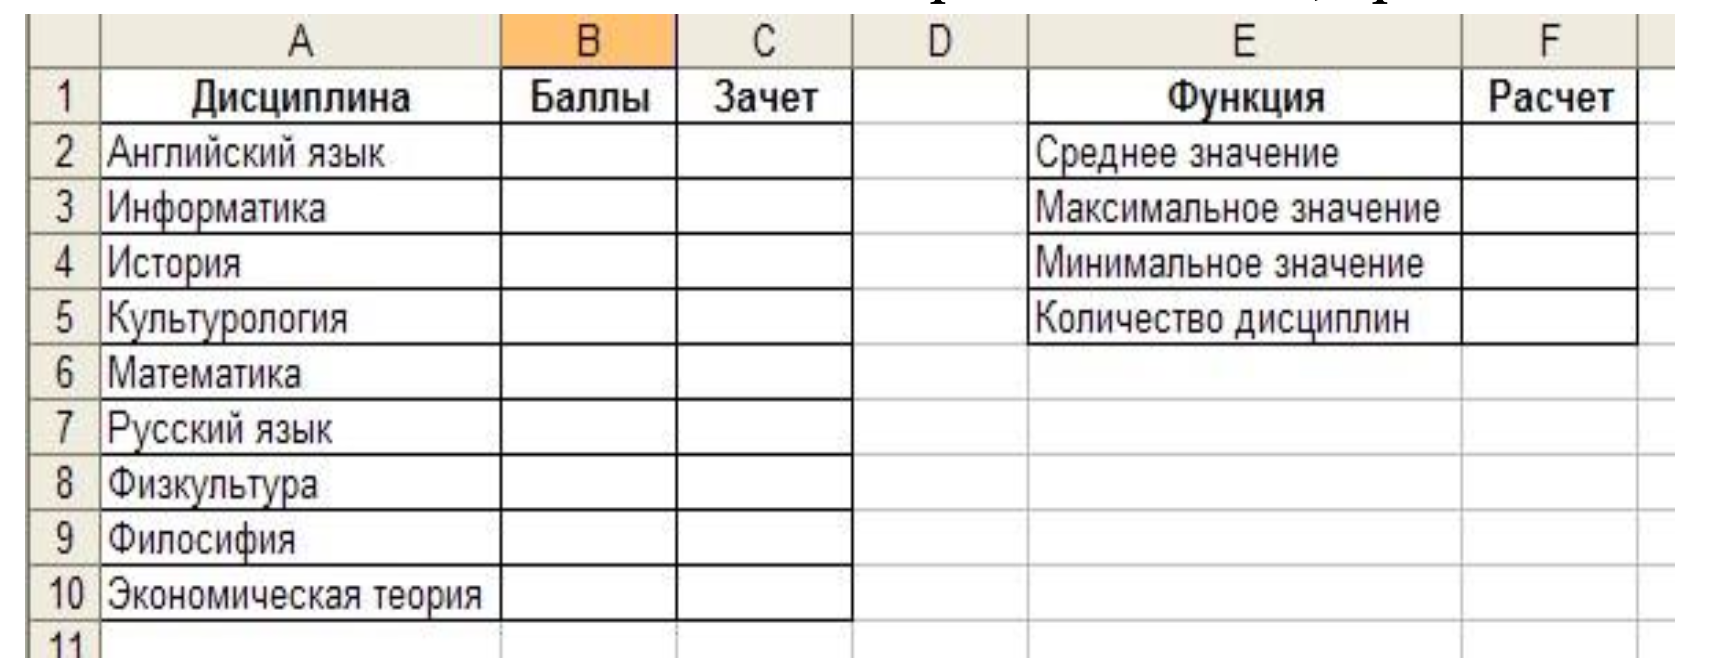 A B C D E F
1 Дисциплина Баллы Зачет Функция Расчет
2 Английский язык Среднее значение
3 Информатика Максимальное значение
4 История Минимальное значение
5 Культурология Количество дисциплин
6 Математика
7 Русский язык
8 Физкультура
9 Филосифия
10 Экономическая теория
11